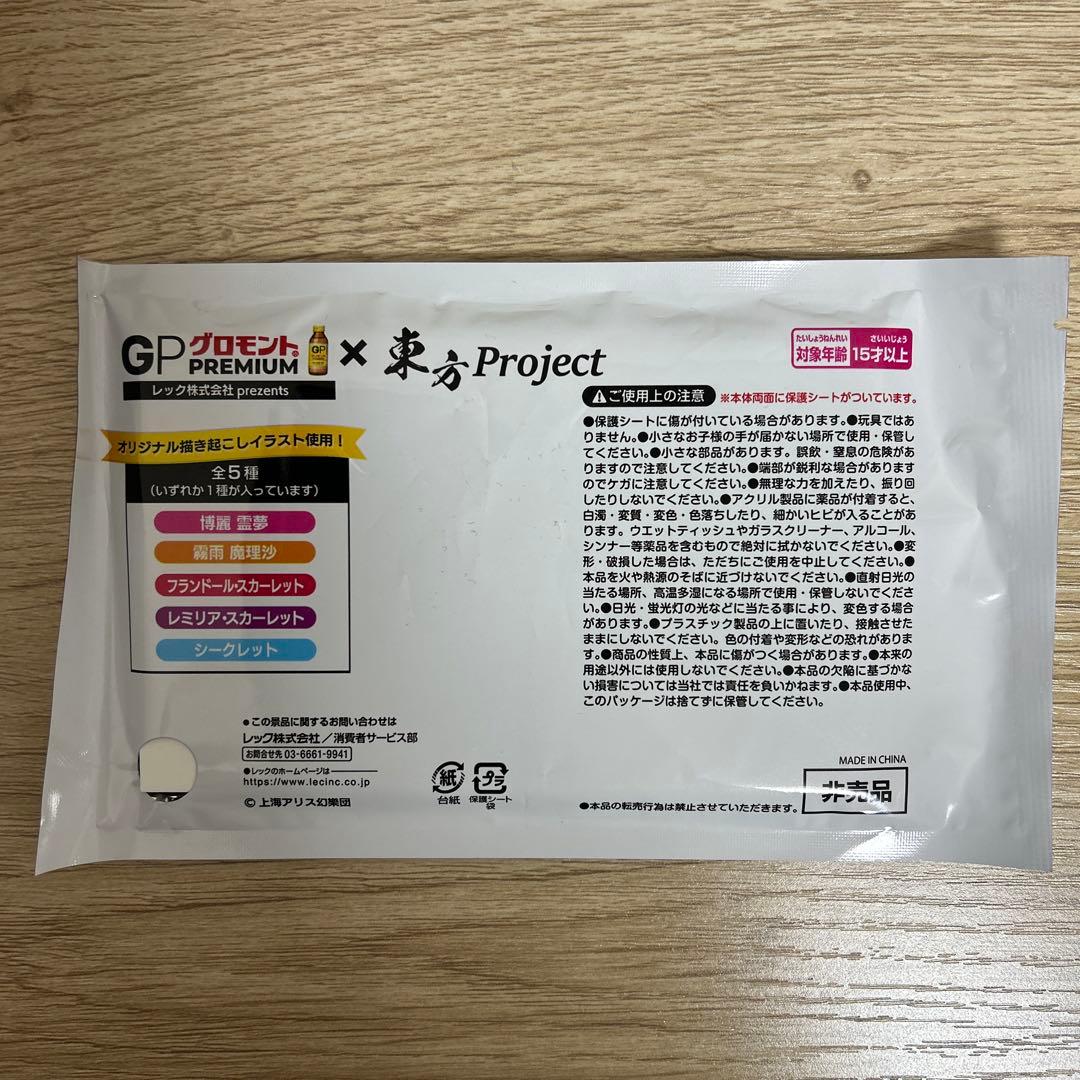 GP グロモント PREMIUM GP × 東方Project
レック株式会社 prezents
オリジナル描き起こしイラスト使用！
全5種
（いずれか1種が入っています）
博麗 霊夢
霧雨 魔理沙
フランドール・スカーレット
レミリア・スカーレット
シークレット
●この景品に関するお問い合わせは
レック株式会社／消費者サービス部
お問合せ先 03-6661-9941
●レックのホームページは
https://www.lecinc.co.jp
© 上海アリス幻樂団
紙
台紙
プラ
保護シート
袋
たいしょうねんれい さいいじょう
対象年齢 15才以上
ご使用上の注意 ※本体両面に保護シートがついています。
●保護シートに傷が付いている場合があります。●玩具ではあ
りません。●小さなお子様の手が届かない場所で使用・保管し
てください。●小さな部品があります。誤飲・窒息の危険があ
りますので注意してください。●端部が鋭利な場合があります
のでケガに注意してください。●無理な力を加えたり、振り回
したりしないでください。●アクリル製品に薬品が付着すると、
白濁・変質・変色・色落ちしたり、細かいヒビが入ることがあ
ります。ウエットティッシュやガラスクリーナー、アルコール、
シンナー等薬品を含むもので絶対に拭かないでください。●変
形・破損した場合は、ただちにご使用を中止してください。●
本品を火や熱源のそばに近づけないでください。●直射日光の
当たる場所、高温多湿になる場所で使用・保管しないでくださ
い。●日光・蛍光灯の光などに当たる事により、変色する場合
があります。●プラスチック製品の上に置いたり、接触させた
ままにしないでください。色の付着や変形などの恐れがありま
す。●商品の性質上、本品に傷がつく場合があります。●本来の
用途以外には使用しないでください。●本品の欠陥に基づかな
い損害については当社では責任を負いかねます。●本品使用中、
このパッケージは捨てずに保管してください。
MADE IN CHINA
●本品の転売行為は禁止させていただきます。
非売品